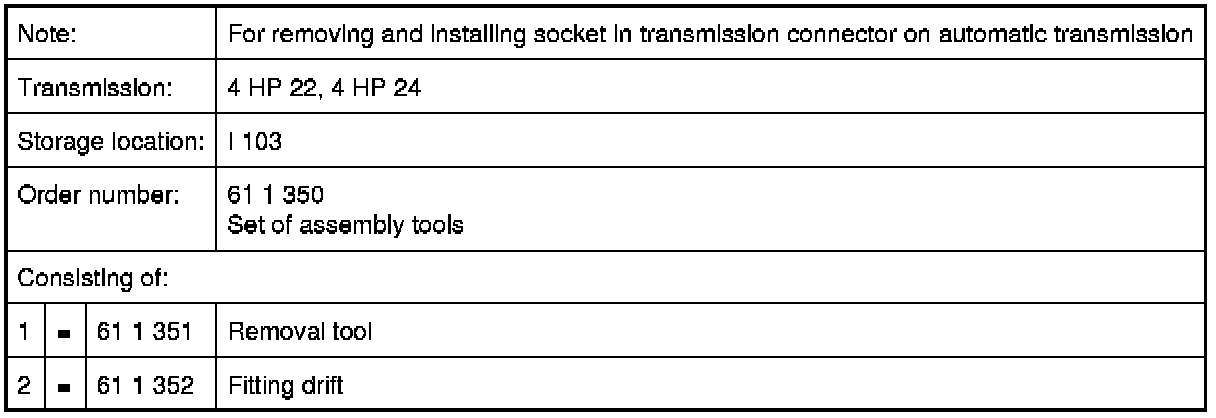 Note: For removing and installing socket in transmission connector on automatic transmission
Transmission: 4 HP 22, 4 HP 24
Storage location: I 103
Order number: 61 1 350
Set of assembly tools
Consisting of:
1 = 61 1 351 Removal tool
2 = 61 1 352 Fitting drift